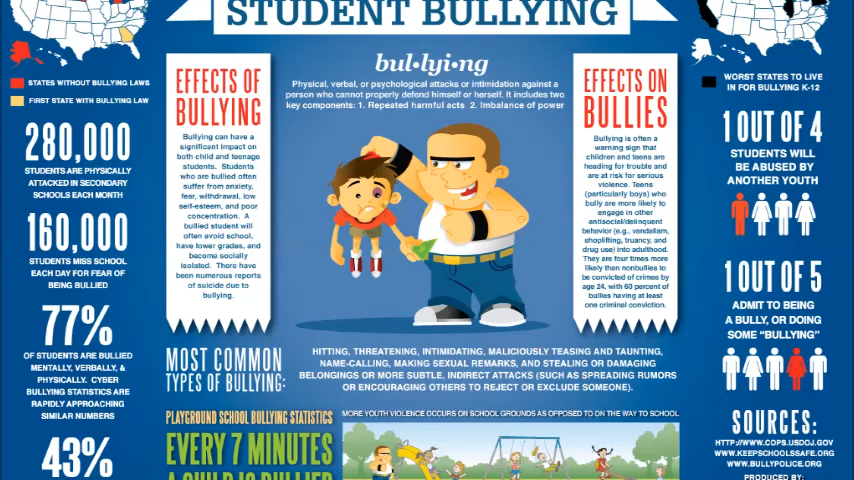 STUDENT BULLYING
STATES WITHOUT BULLYING LAWS
FIRST STATE WITH BULLYING LAW
280,000
STUDENTS ARE PHYSICALLY
ATTACKED IN SECONDARY
SCHOOLS EACH MONTH
160,000
STUDENTS MISS SCHOOL
EACH DAY FOR FEAR OF
BEING BULLIED
77%
OF STUDENTS ARE BULLIED
MENTALLY, VERBALLY, &
PHYSICALLY. CYBER
BULLYING STATISTICS ARE
RAPIDLY APPROACHING
SIMILAR NUMBERS
43%
EFFECTS OF
BULLYING
Bullying can have a
significant impact on
both child and teenage
students. Students
who are bullied often
suffer from anxiety,
fear, withdrawal, low
self-esteem, and poor
concentration. A
bullied student will
often avoid school,
have lower grades, and
become socially
isolated. There have
been numerous reports
of suicide due to
bullying.
bul•lyi•ng
Physical, verbal, or psychological attacks or intimidation against a
person who cannot properly defend himself or herself. It includes two
key components: 1. Repeated harmful acts 2. Imbalance of power
EFFECTS ON
BULLIES
Bullying is often a
warning sign that
children and teens are
heading for trouble and
are at risk for serious
violence. Teens
(particularly boys) who
bully are more likely to
engage in other
antisocial/delinquent
behavior (e.g., vandalism,
shoplifting, truancy, and
drug use) into adulthood.
They are four times more
likely than nonbullies to
be convicted of crimes by
age 24, with 60 percent of
bullies having at least
one criminal conviction.
WORST STATES TO LIVE
IN FOR BULLYING K-12
1 OUT OF 4
STUDENTS WILL
BE ABUSED BY
ANOTHER YOUTH
1 OUT OF 5
ADMIT TO BEING
A BULLY, OR DOING
SOME "BULLYING"
SOURCES:
HTTP://WWW.COPS.USDOJ.GOV
WWW.KEEPSCHOOLSSAFE.ORG
WWW.BULLYPOLICE.ORG
PRODUCED BY:
MOST COMMON
TYPES OF BULLYING:
HITTING, THREATENING, INTIMIDATING, MALICIOUSLY TEASING AND TAUNTING,
NAME-CALLING, MAKING SEXUAL REMARKS, AND STEALING OR DAMAGING
BELONGINGS OR MORE SUBTLE, INDIRECT ATTACKS (SUCH AS SPREADING RUMORS
OR ENCOURAGING OTHERS TO REJECT OR EXCLUDE SOMEONE).
PLAYGROUND SCHOOL BULLYING STATISTICS
EVERY 7 MINUTES
A CHILD IS BULLIED
MORE YOUTH VIOLENCE OCCURS ON SCHOOL GROUNDS AS OPPOSED TO ON THE WAY TO SCHOOL